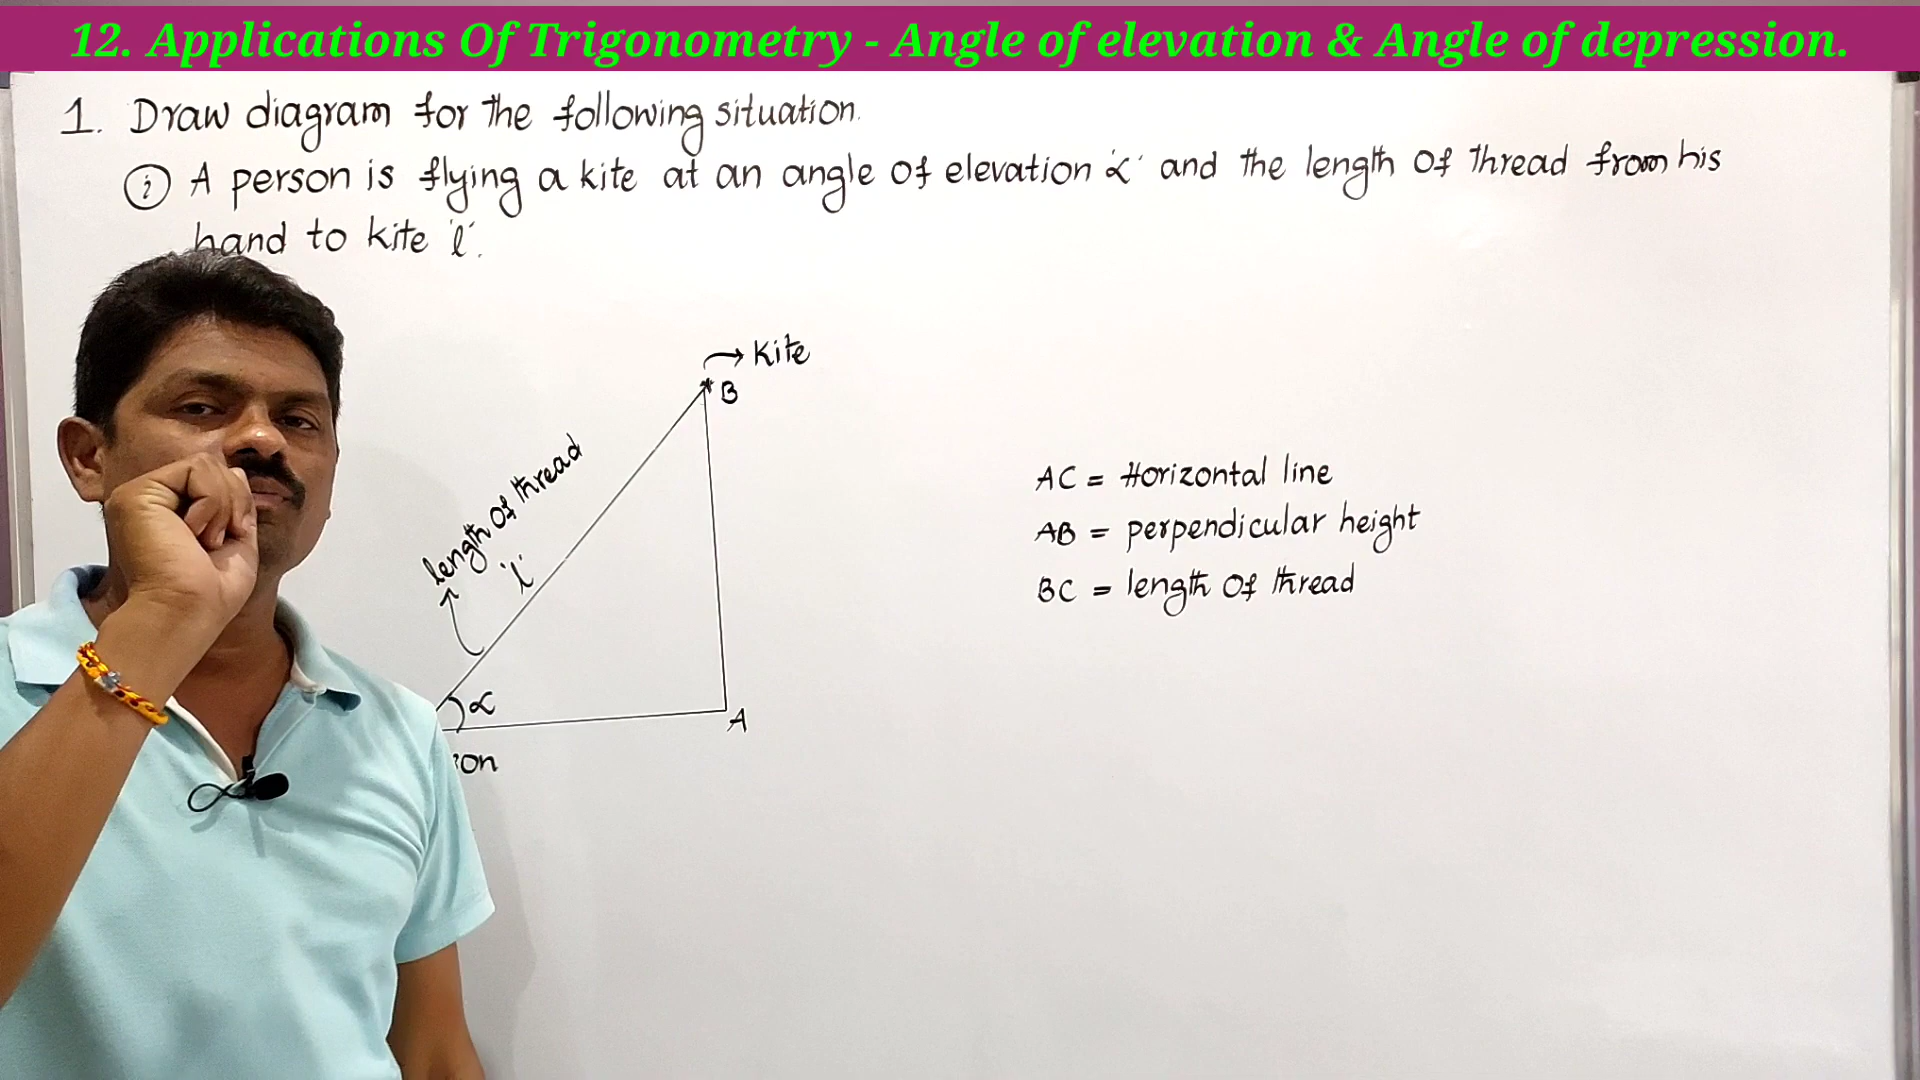 12. Applications Of Trigonometry - Angle of elevation & Angle of depression.
1. Draw diagram for the following situation.
i A person is flying a kite at an angle of elevation 'α' and the length of thread from his
hand to kite 'l'.
Kite
B
length of thread
'l'
α
A
AC = Horizontal line
AB = perpendicular height
BC = length of thread